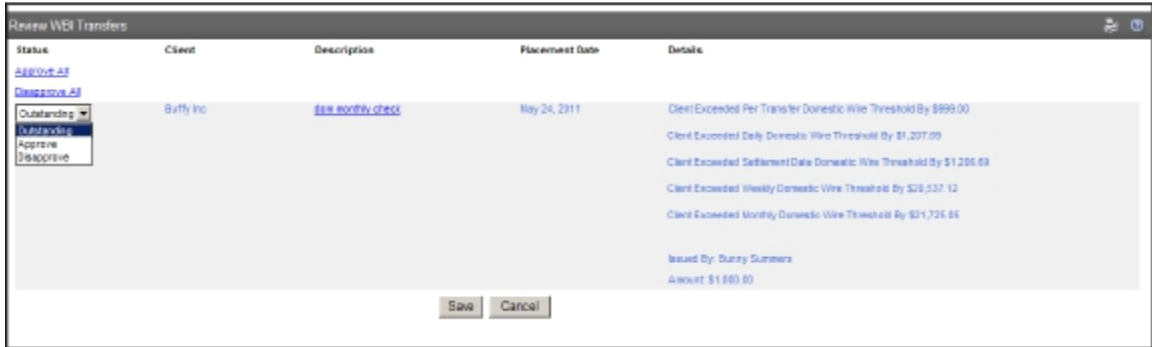 Review WBI Transfers
Status Client Description Placement Date Details
Approve All
Disapprove All
Outstanding Buffy Inc dom monthly check May 24, 2011 Client Exceeded Per Transfer Domestic Wire Threshold By $999.00
Outstanding
Approve
Disapprove
Client Exceeded Daily Domestic Wire Threshold By $1,207.69
Client Exceeded Settlement Date Domestic Wire Threshold By $1,206.69
Client Exceeded Weekly Domestic Wire Threshold By $20,537.12
Client Exceeded Monthly Domestic Wire Threshold By
Issued By: Bunny Summers
Amount: $1,000.00
Save Cancel